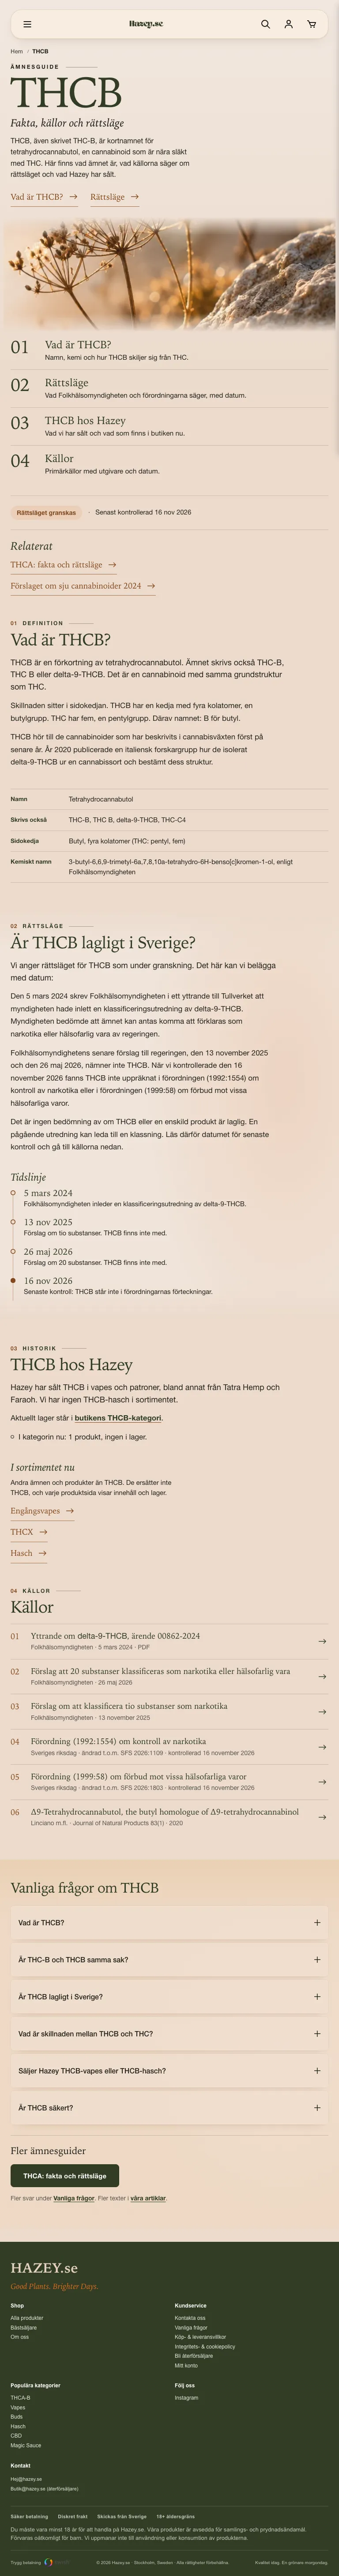 Hazey.se
Hem / THCB
ÄMNESGUIDE
THCB
Fakta, källor och rättsläge
THCB, även skrivet THC-B, är kortnamnet för
tetrahydrocannabutol, en cannabinoid som är nära släkt
med THC. Här finns vad ämnet är, vad källorna säger om
rättsläget och vad Hazey har sålt.
Vad är THCB? →
Rättsläge →
01 Vad är THCB?
Namn, kemi och hur THCB skiljer sig från THC.
02 Rättsläge
Vad Folkhälsomyndigheten och förordningarna säger, med datum.
03 THCB hos Hazey
Vad vi har sålt och vad som finns i butiken nu.
04 Källor
Primärkällor med utgivare och datum.
Rättsläget granskas · Senast kontrollerad 16 nov 2026
Relaterat
THCA: fakta och rättsläge →
Förslaget om sju cannabinoider 2024 →
01 DEFINITION
Vad är THCB?
THCB är en förkortning av tetrahydrocannabutol. Ämnet skrivs också THC-B,
THC B eller delta-9-THCB. Det är en cannabinoid med samma grundstruktur
som THC.
Skillnaden sitter i sidokedjan. THCB har en kedja med fyra kolatomer, en
butylgrupp. THC har fem, en pentylgrupp. Därav namnet: B för butyl.
THCB hör till de cannabinoider som har beskrivits i cannabisväxten först på
senare år. År 2020 publicerade en italiensk forskargrupp hur de isolerat
delta-9-THCB ur en cannabissort och bestämt dess struktur.
Namn Tetrahydrocannabutol
Skrivs också THC-B, THC B, delta-9-THCB, THC-C4
Sidokedja Butyl, fyra kolatomer (THC: pentyl, fem)
Kemiskt namn 3-butyl-6,6,9-trimetyl-6a,7,8,10a-tetrahydro-6H-benso[c]kromen-1-ol, enligt
Folkhälsomyndigheten
02 RÄTTSLÄGE
Är THCB lagligt i Sverige?
Vi anger rättsläget för THCB som under granskning. Det här kan vi belägga
med datum:
Den 5 mars 2024 skrev Folkhälsomyndigheten i ett yttrande till Tullverket att
myndigheten hade inlett en klassificeringsutredning av delta-9-THCB.
Myndigheten bedömde att ämnet kan antas komma att förklaras som
narkotika eller hälsofarlig vara av regeringen.
Folkhälsomyndighetens senare förslag till regeringen, den 13 november 2025
och den 26 maj 2026, nämner inte THCB. När vi kontrollerade den 16
november 2026 fanns THCB inte uppräknat i förordningen (1992:1554) om
kontroll av narkotika eller i förordningen (1999:58) om förbud mot vissa
hälsofarliga varor.
Det är ingen bedömning av om THCB eller en enskild produkt är laglig. En
pågående utredning kan leda till en klassning. Läs därför datumet för senaste
kontroll och gå till källorna nedan.
Tidslinje
5 mars 2024
Folkhälsomyndigheten inleder en klassificeringsutredning av delta-9-THCB.
13 nov 2025
Förslag om tio substanser. THCB finns inte med.
26 maj 2026
Förslag om 20 substanser. THCB finns inte med.
16 nov 2026
Senaste kontroll: THCB står inte i förordningarnas förteckningar.
03 HISTORIK
THCB hos Hazey
Hazey har sålt THCB i vapes och patroner, bland annat från Tatra Hemp och
Faraoh. Vi har ingen THCB-hasch i sortimentet.
Aktuellt lager står i butikens THCB-kategori.
I kategorin nu: 1 produkt, ingen i lager.
I sortimentet nu
Andra ämnen och produkter än THCB. De ersätter inte
THCB, och varje produktsida visar innehåll och lager.
Engångsvapes →
THCX →
Hasch →
04 KÄLLOR
Källor
01 Yttrande om delta-9-THCB, ärende 00862-2024 →
Folkhälsomyndigheten · 5 mars 2024 · PDF
02 Förslag att 20 substanser klassificeras som narkotika eller hälsofarlig vara →
Folkhälsomyndigheten · 26 maj 2026
03 Förslag om att klassificera tio substanser som narkotika →
Folkhälsomyndigheten · 13 november 2025
04 Förordning (1992:1554) om kontroll av narkotika →
Sveriges riksdag · ändrad t.o.m. SFS 2026:1109 · kontrollerad 16 november 2026
05 Förordning (1999:58) om förbud mot vissa hälsofarliga varor →
Sveriges riksdag · ändrad t.o.m. SFS 2026:1803 · kontrollerad 16 november 2026
06 Δ9-Tetrahydrocannabutol, the butyl homologue of Δ9-tetrahydrocannabinol →
Linciano m.fl. · Journal of Natural Products 83(1) · 2020
Vanliga frågor om THCB
Vad är THCB? +
Är THC-B och THCB samma sak? +
Är THCB lagligt i Sverige? +
Vad är skillnaden mellan THCB och THC? +
Säljer Hazey THCB-vapes eller THCB-hasch? +
Är THCB säkert? +
Fler ämnesguider
THCA: fakta och rättsläge
Fler svar under Vanliga frågor. Fler texter i våra artiklar.
HAZEY.se
Good Plants. Brighter Days.
Shop
Alla produkter
Bästsäljare
Om oss
Kundservice
Kontakta oss
Vanliga frågor
Köp- & leveransvillkor
Integritets- & cookiepolicy
Bli återförsäljare
Mitt konto
Populära kategorier
THCA-B
Vapes
Buds
Hasch
CBD
Magic Sauce
Följ oss
Instagram
Kontakt
Hej@hazey.se
Butik@hazey.se (återförsäljare)
Säker betalning Diskret frakt Skickas från Sverige 18+ åldersgräns
Du måste vara minst 18 år för att handla på Hazey.se. Våra produkter är avsedda för samlings- och prydnadsändamål.
Förvaras oåtkomligt för barn. Vi uppmanar inte till användning eller konsumtion av produkterna.
Trygg betalning
© 2026 Hazey.se · Stockholm, Sweden · Alla rättigheter förbehållna.
Kvalitet idag. En grönare morgondag.